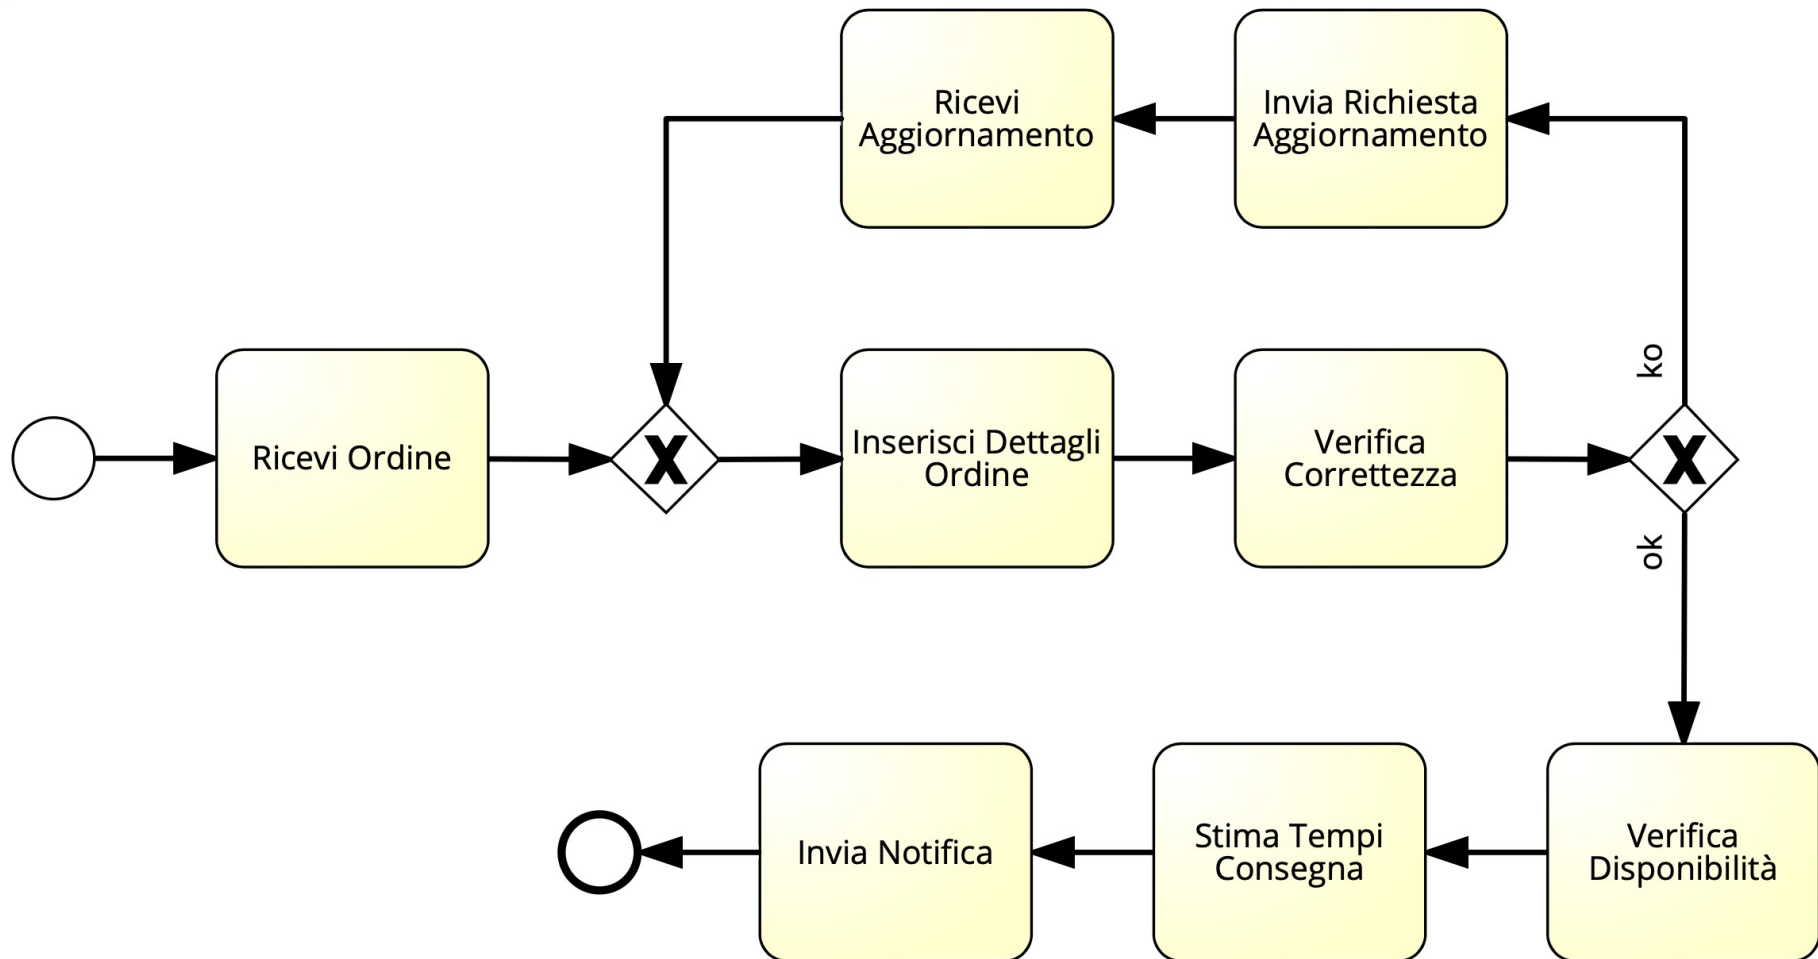 Ricevi
Aggiornamento
Invia Richiesta
Aggiornamento
ko
Ricevi Ordine
X
Inserisci Dettagli
Ordine
Verifica
Correttezza
X
ok
Invia Notifica
Stima Tempi
Consegna
Verifica
Disponibilità